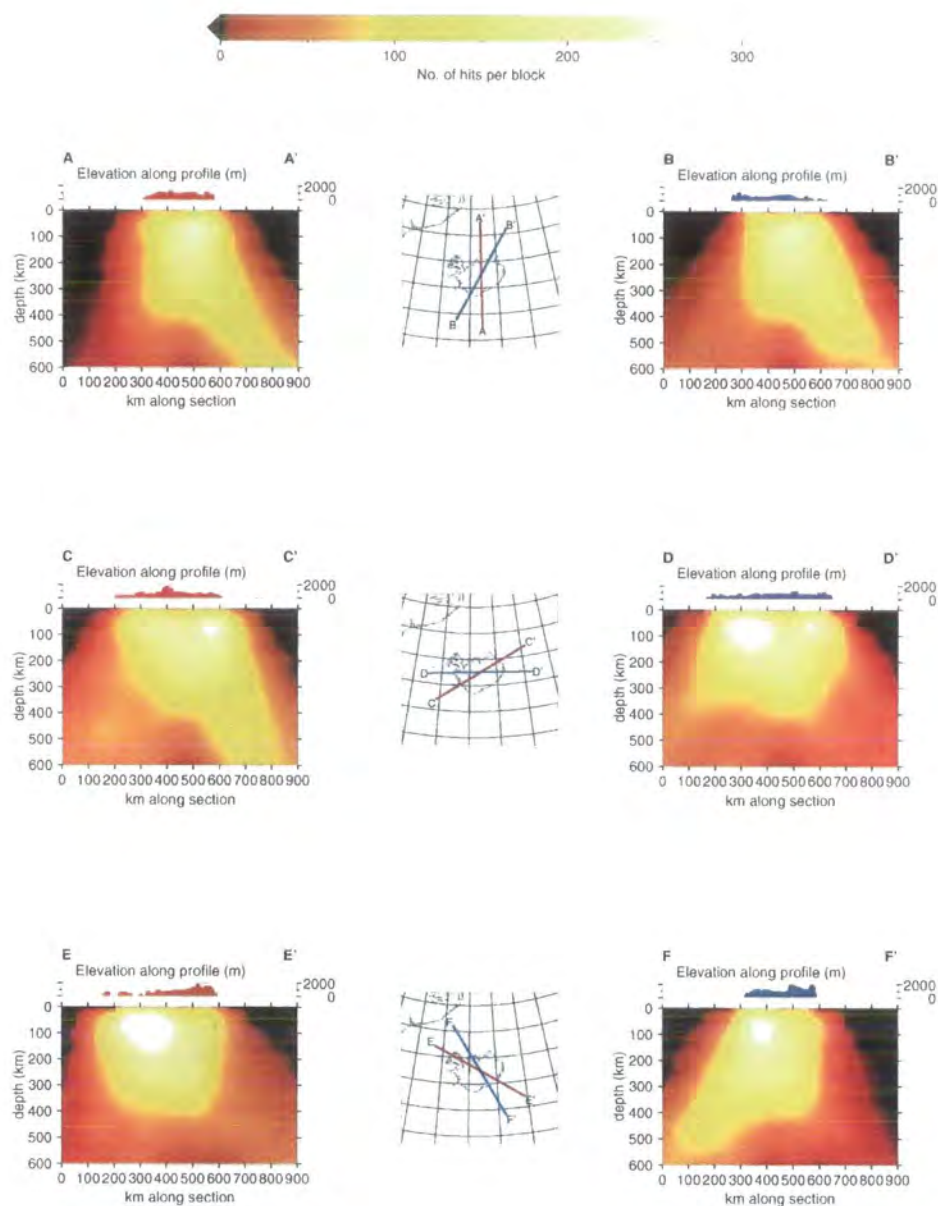 0 100 200 300
No. of hits per block
A A'
Elevation along profile (m)
2000
0
0
100
200
300
400
500
600
depth (km)
0 100 200 300 400 500 600 700 800 900
km along section
A'
B'
B
A
B B'
Elevation along profile (m)
2000
0
0
100
200
300
400
500
600
depth (km)
0 100 200 300 400 500 600 700 800 900
km along section
C C'
Elevation along profile (m)
2000
0
0
100
200
300
400
500
600
depth (km)
0 100 200 300 400 500 600 700 800 900
km along section
C'
D D'
C
D D'
Elevation along profile (m)
2000
0
0
100
200
300
400
500
600
depth (km)
0 100 200 300 400 500 600 700 800 900
km along section
E E'
Elevation along profile (m)
2000
0
0
100
200
300
400
500
600
depth (km)
0 100 200 300 400 500 600 700 800 900
km along section
F
E
E'
F'
F F'
Elevation along profile (m)
2000
0
0
100
200
300
400
500
600
depth (km)
0 100 200 300 400 500 600 700 800 900
km along section